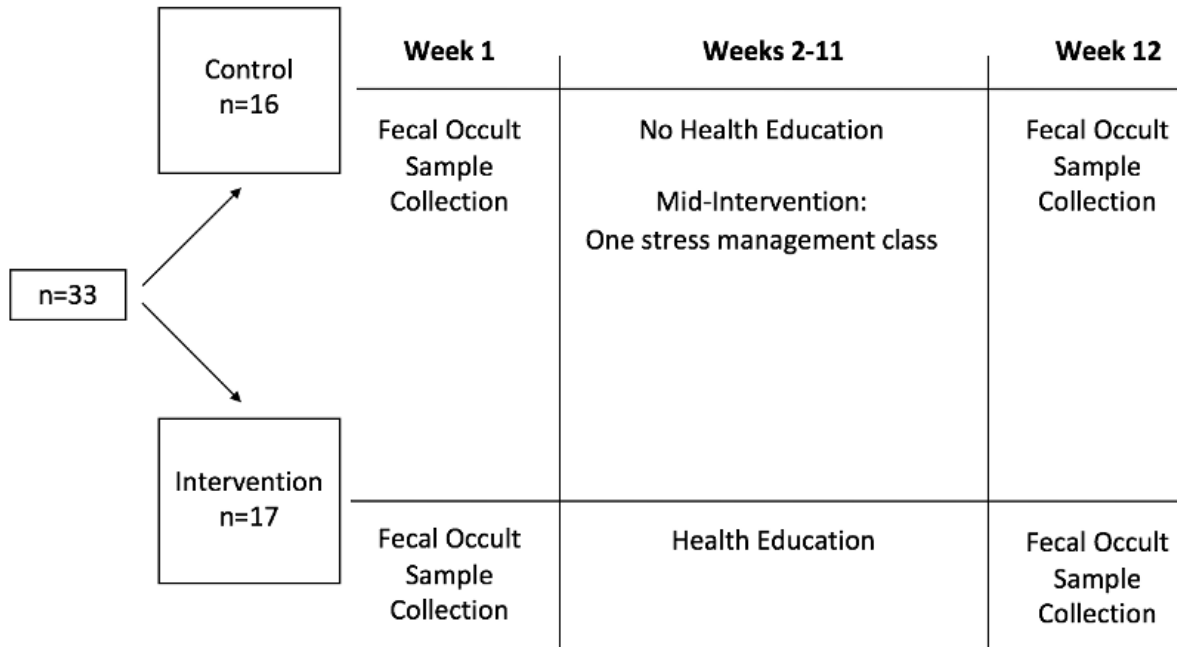 Week 1
Weeks 2-11
Week 12
Control
n=16
Fecal Occult
Sample
Collection
No Health Education
Mid-Intervention:
One stress management class
Fecal Occult
Sample
Collection
n=33
Intervention
n=17
Fecal Occult
Sample
Collection
Health Education
Fecal Occult
Sample
Collection